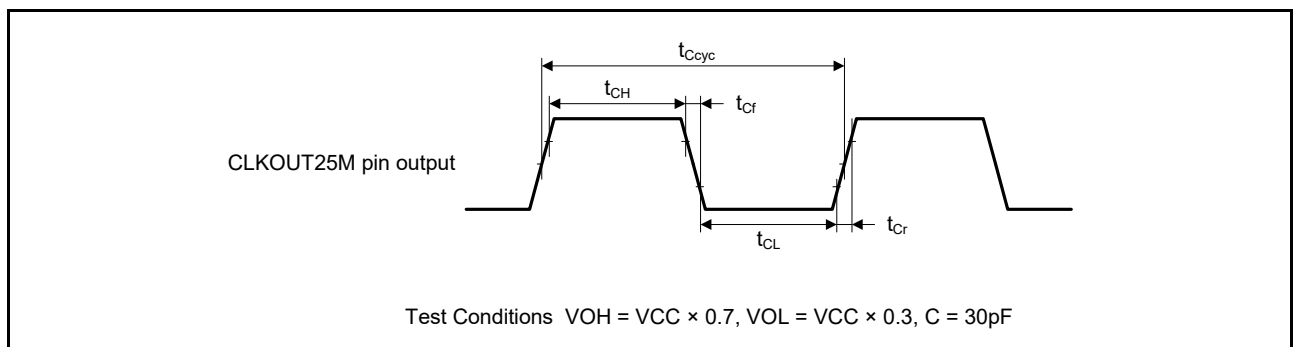 tCcyc
tCH
tCf
CLKOUT25M pin output
tCL
tCr
Test Conditions VOH = VCC × 0.7, VOL = VCC × 0.3, C = 30pF